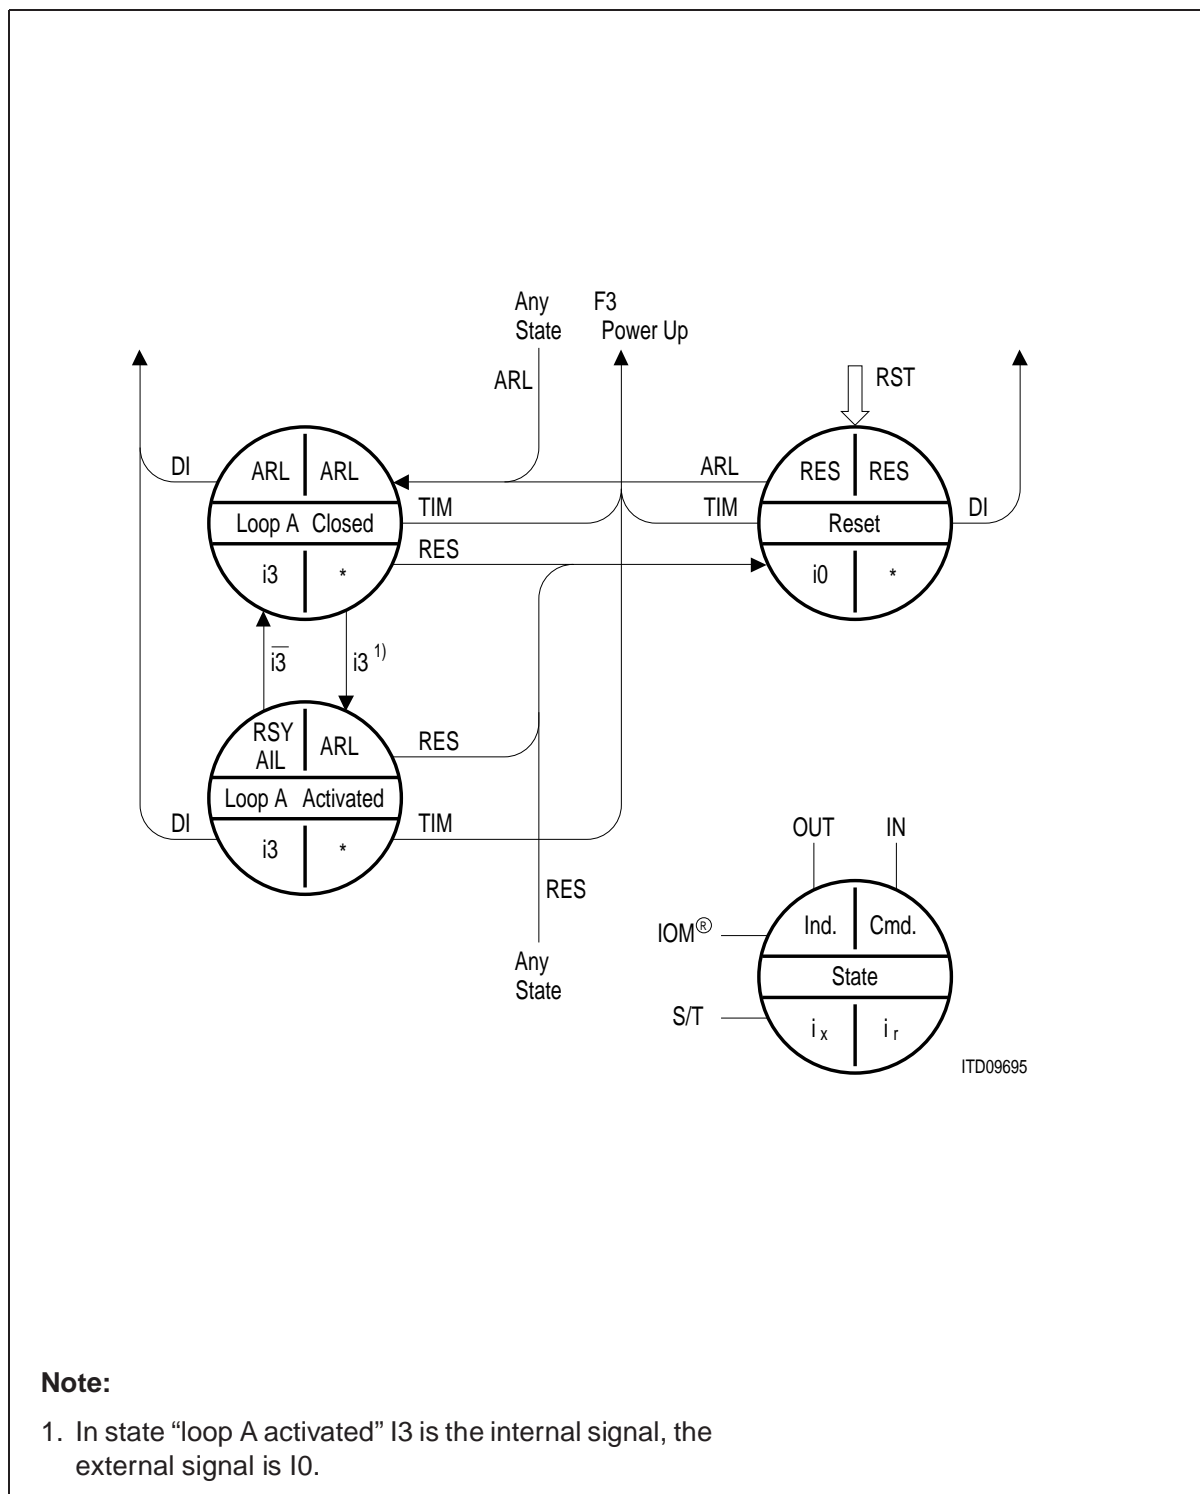 Any F3
State Power Up
ARL
RST
DI
ARL ARL
ARL
RES RES
TIM
TIM
Loop A Closed
Reset
DI
RES
i3 *
i0 *
i3̅
i3 1)
RSY
AIL
ARL
RES
Loop A Activated
DI
TIM
i3 *
OUT IN
RES
IOM®
Ind. Cmd.
Any
State
State
S/T
i x
i r
ITD09695
Note:
1. In state “loop A activated” I3 is the internal signal, the
external signal is I0.